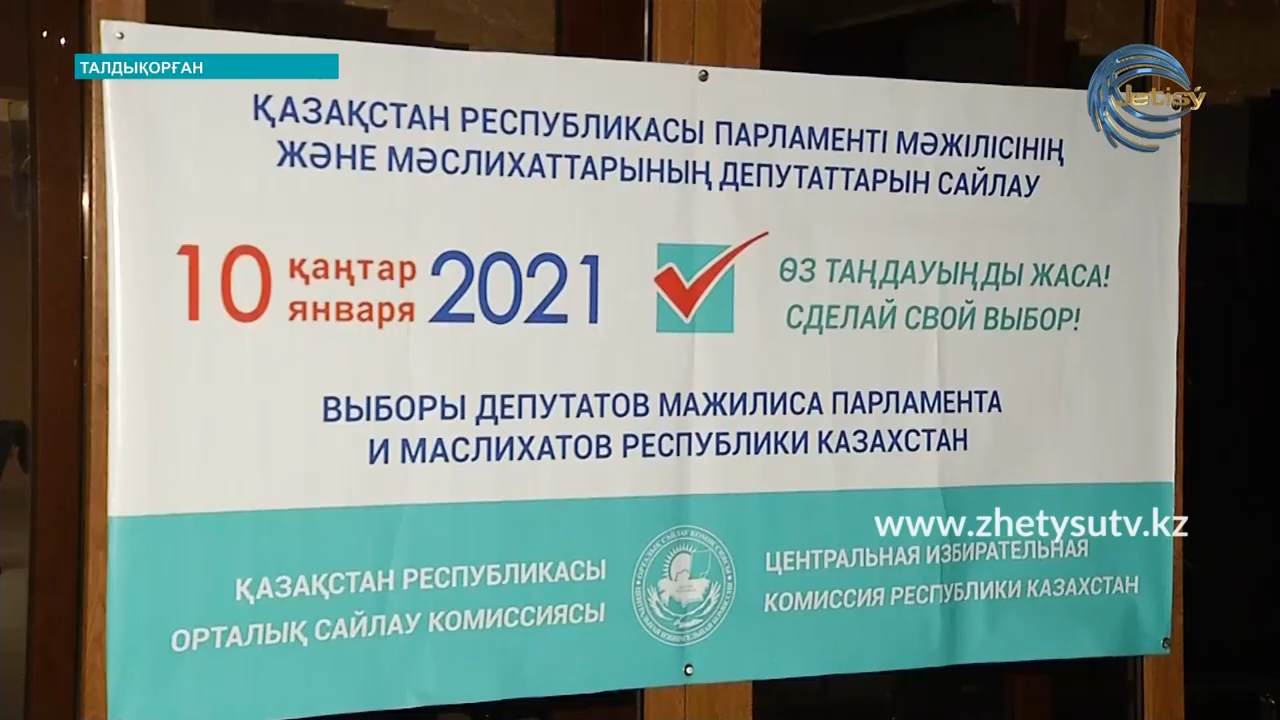 ТАЛДЫҚОРҒАН
Jetisý
ҚАЗАҚСТАН РЕСПУБЛИКАСЫ ПАРЛАМЕНТІ МӘЖІЛІСІНІҢ
ЖӘНЕ МӘСЛИХАТТАРЫНЫҢ ДЕПУТАТТАРЫН САЙЛАУ
10 қаңтар января 2021
ӨЗ ТАҢДАУЫҢДЫ ЖАСА!
СДЕЛАЙ СВОЙ ВЫБОР!
ВЫБОРЫ ДЕПУТАТОВ МАЖИЛИСА ПАРЛАМЕНТА
И МАСЛИХАТОВ РЕСПУБЛИКИ КАЗАХСТАН
www.zhetysutv.kz
ҚАЗАҚСТАН РЕСПУБЛИКАСЫ
ОРТАЛЫҚ САЙЛАУ КОМИССИЯСЫ
ЦЕНТРАЛЬНАЯ ИЗБИРАТЕЛЬНАЯ
КОМИССИЯ РЕСПУБЛИКИ КАЗАХСТАН